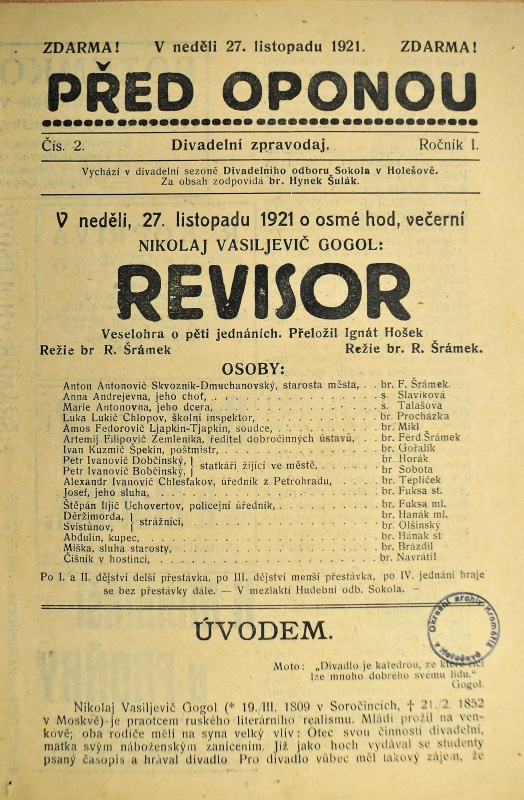 ZDARMA! V neděli 27. listopadu 1921. ZDARMA!
PŘED OPONOU
Čís. 2. Divadelní zpravodaj. Ročník I.
Vychází v divadelní sezoně Divadelního odboru Sokola v Holešově.
Za obsah zodpovídá br. Hynek Šulák.
V neděli, 27. listopadu 1921 o osmé hod, večerní
NIKOLAJ VASILJEVIČ GOGOL:
REVISOR
Veselohra o pěti jednáních. Přeložil Ignát Hošek
Režie br R. Šrámek Režie br. R. Šrámek.
OSOBY:
Anton Antonovič Skvozník-Dmuchanovský, starosta města, . br. F. Šrámek.
Anna Andrejevna, jeho choť, . . . s. Slavíková
Marie Antonovna, jeho dcera, . . . s. Talašová
Luka Lukič Chlopov, školní inspektor, . . . br Procházka
Amos Fedorovič Ljapkin-Tjapkin, soudce, . . . br. Mikl
Artemij Filipovič Zemlenika, ředitel dobročinných ústavů, . . br. Ferd.Šrámek
Ivan Kuzmič Špekin, poštmistr, . . . br. Gořalík
Petr Ivanovič Dobčinský, } statkáři žijící ve městě, . . . br. Horák
Petr Ivanovič Bobčinský, } br Sobota
Alexandr Ivanovič Chlesťakov, úředník z Petrohradu, . . . br. Tepliček
Josef, jeho sluha, . . . br. Fuksa st.
Štěpán Iljič Uchovertov, policejní úředník, . . . br. Fuksa ml.
Děržimorda, } strážníci, . . . br. Hanák ml.
Svistunov, } br. Olšinský
Abdulin, kupec, . . . br. Hának st
Miška, sluha starosty, . . . br. Brázdil
Číšník v hostinci, . . . br. Navrátil
Po I. a II. dějství delší přestávka, po III. dějství menší přestávka, po IV. jednání hraje
se bez přestávky dále. — V meziaktí Hudební odb. Sokola. –
ÚVODEM.
Okresní archiv Kroměříž
v Holešově
Moto: „Divadlo je katedrou, ze které říci
lze mnoho dobrého svému lidu."
Gogol.
Nikolaj Vasiljevič Gogol (* 19./III. 1809 v Soročincích, † 21./2. 1852
v Moskvě) je praotcem ruského literárního realismu. Mládí prožil na ven-
kově; oba rodiče měli na syna velký vliv: Otec svou činností divadelní,
matka svým náboženským zanícením. Již jako hoch vydával se studenty
psaný časopis a hrával divadlo Pro divadlo vůbec měl takový zájem, že